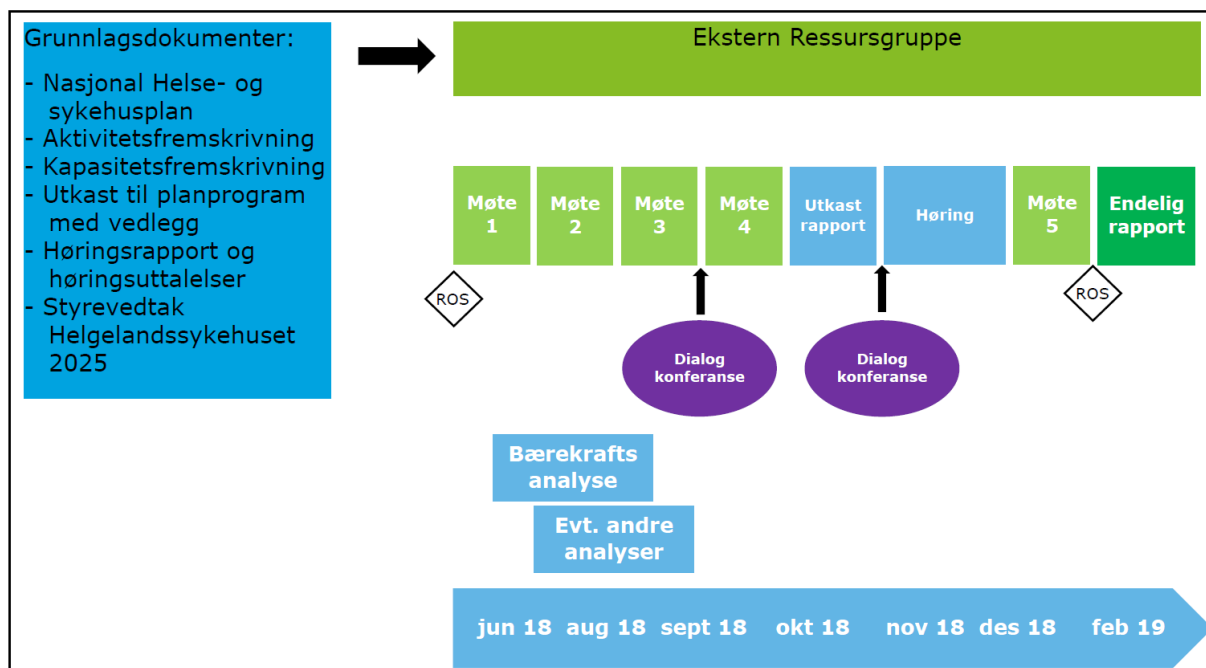 Grunnlagsdokumenter:
- Nasjonal Helse- og
sykehusplan
- Aktivitetsfremskrivning
- Kapasitetsfremskrivning
- Utkast til planprogram
med vedlegg
- Høringsrapport og
høringsuttalelser
- Styrevedtak
Helgelandssykehuset
2025
Ekstern Ressursgruppe
Møte
1
Møte
2
Møte
3
Møte
4
Utkast
rapport
Høring
Møte
5
Endelig
rapport
ROS
ROS
Dialog
konferanse
Dialog
konferanse
Bærekrafts
analyse
Evt. andre
analyser
jun 18 aug 18 sept 18 okt 18 nov 18 des 18 feb 19